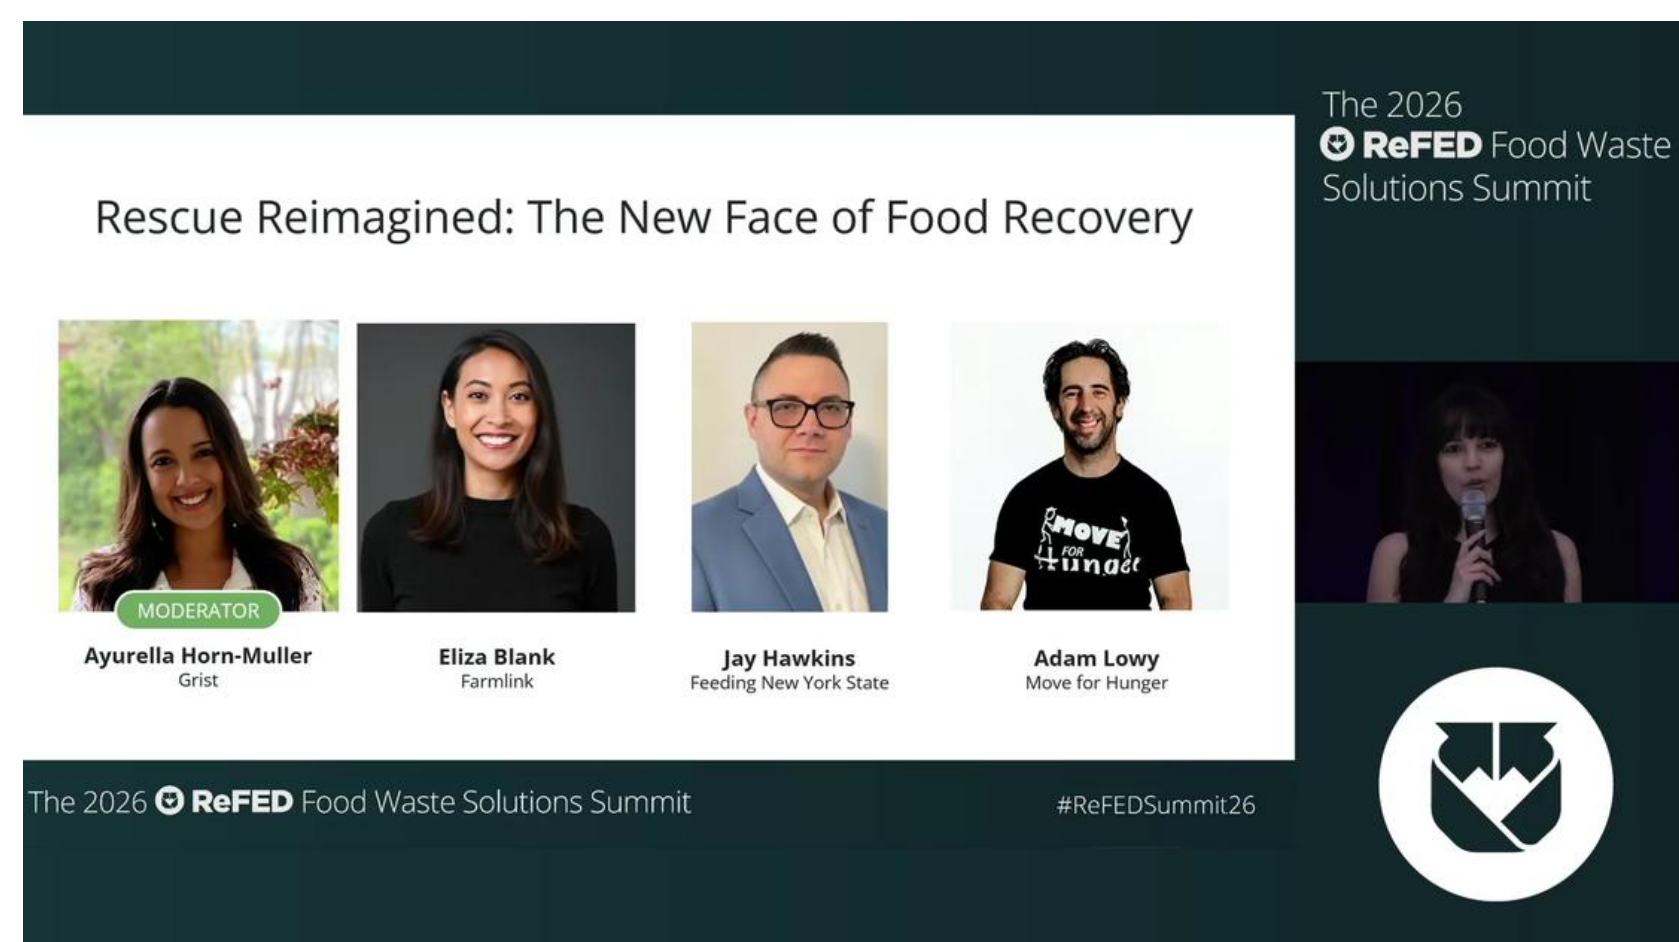 The 2026
ReFED Food Waste
Solutions Summit
Rescue Reimagined: The New Face of Food Recovery
MOVE
FOR
Hunger
MODERATOR
Ayurella Horn-Muller
Grist
Eliza Blank
Farmlink
Jay Hawkins
Feeding New York State
Adam Lowy
Move for Hunger
The 2026 ReFED Food Waste Solutions Summit
#ReFEDSummit26